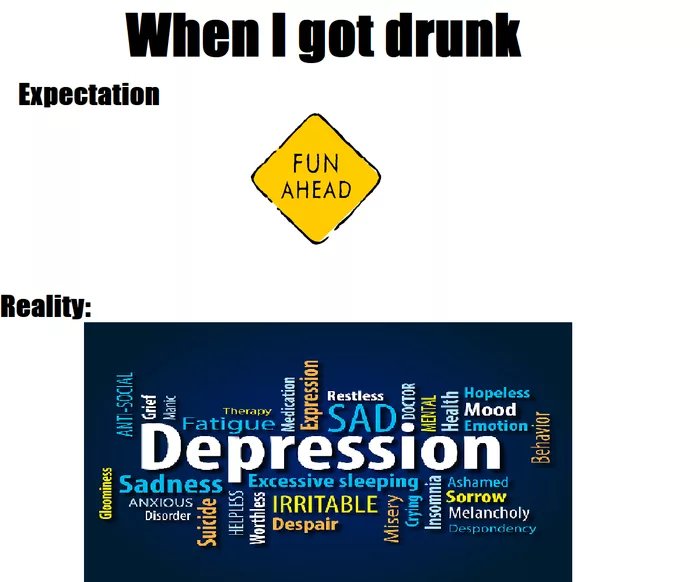 When I got drunk
Expectation
FUN
AHEAD
Reality:
ANTI-SOCIAL
Grief
Manic
Therapy
Fatigue
Medication
Expression
Restless
SAD
DOCTOR
MENTAL
Health
Hopeless
Mood
Emotion
Behavior
Depression
Gloominess
Sadness
ANXIOUS
Disorder
Suicide
HELPLESS
Worthless
Excessive sleeping
IRRITABLE
Despair
Misery
Crying
Insomnia
Ashamed
Sorrow
Melancholy
Despondency